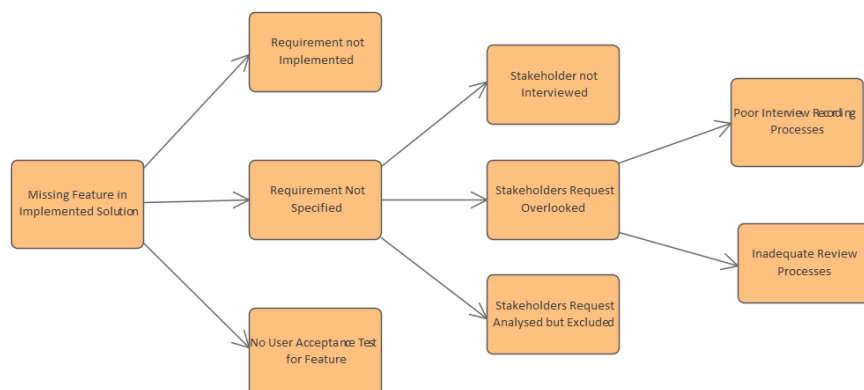 Requirement not
Implemented
Stakeholder not
Interviewed
Poor Interview Recording
Processes
Missing Feature in
Implemented Solution
Requirement Not
Specified
Stakeholders Request
Overlooked
Inadequate Review
Processes
Stakeholders Request
Analysed but Excluded
No User Acceptance Test
for Feature